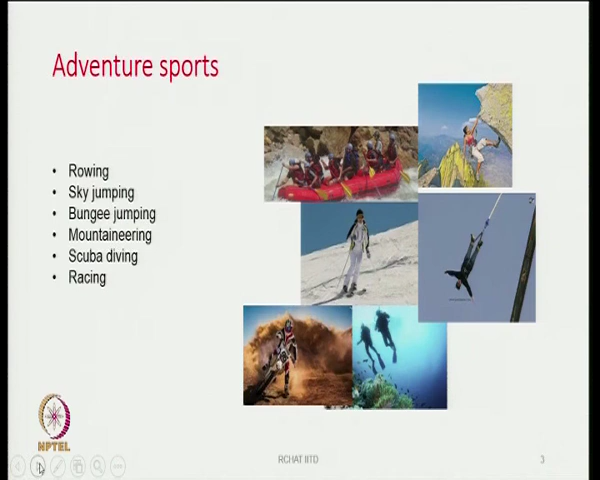 Adventure sports
• Rowing
• Sky jumping
• Bungee jumping
• Mountaineering
• Scuba diving
• Racing
NPTEL
RCHAT IITD
3